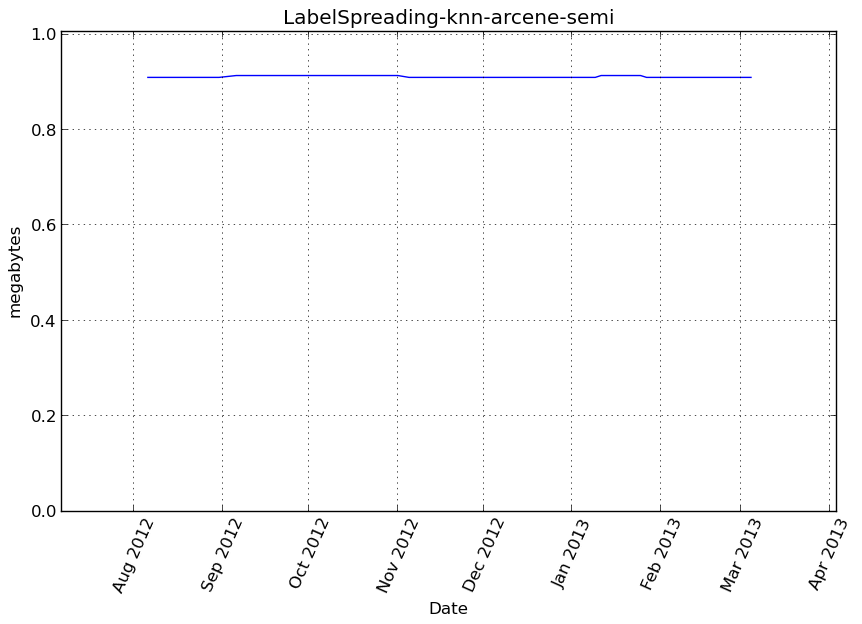 LabelSpreading-knn-arcene-semi
1.0
0.8
0.6
0.4
0.2
0.0
megabytes
Aug 2012
Sep 2012
Oct 2012
Nov 2012
Dec 2012
Jan 2013
Feb 2013
Mar 2013
Apr 2013
Date